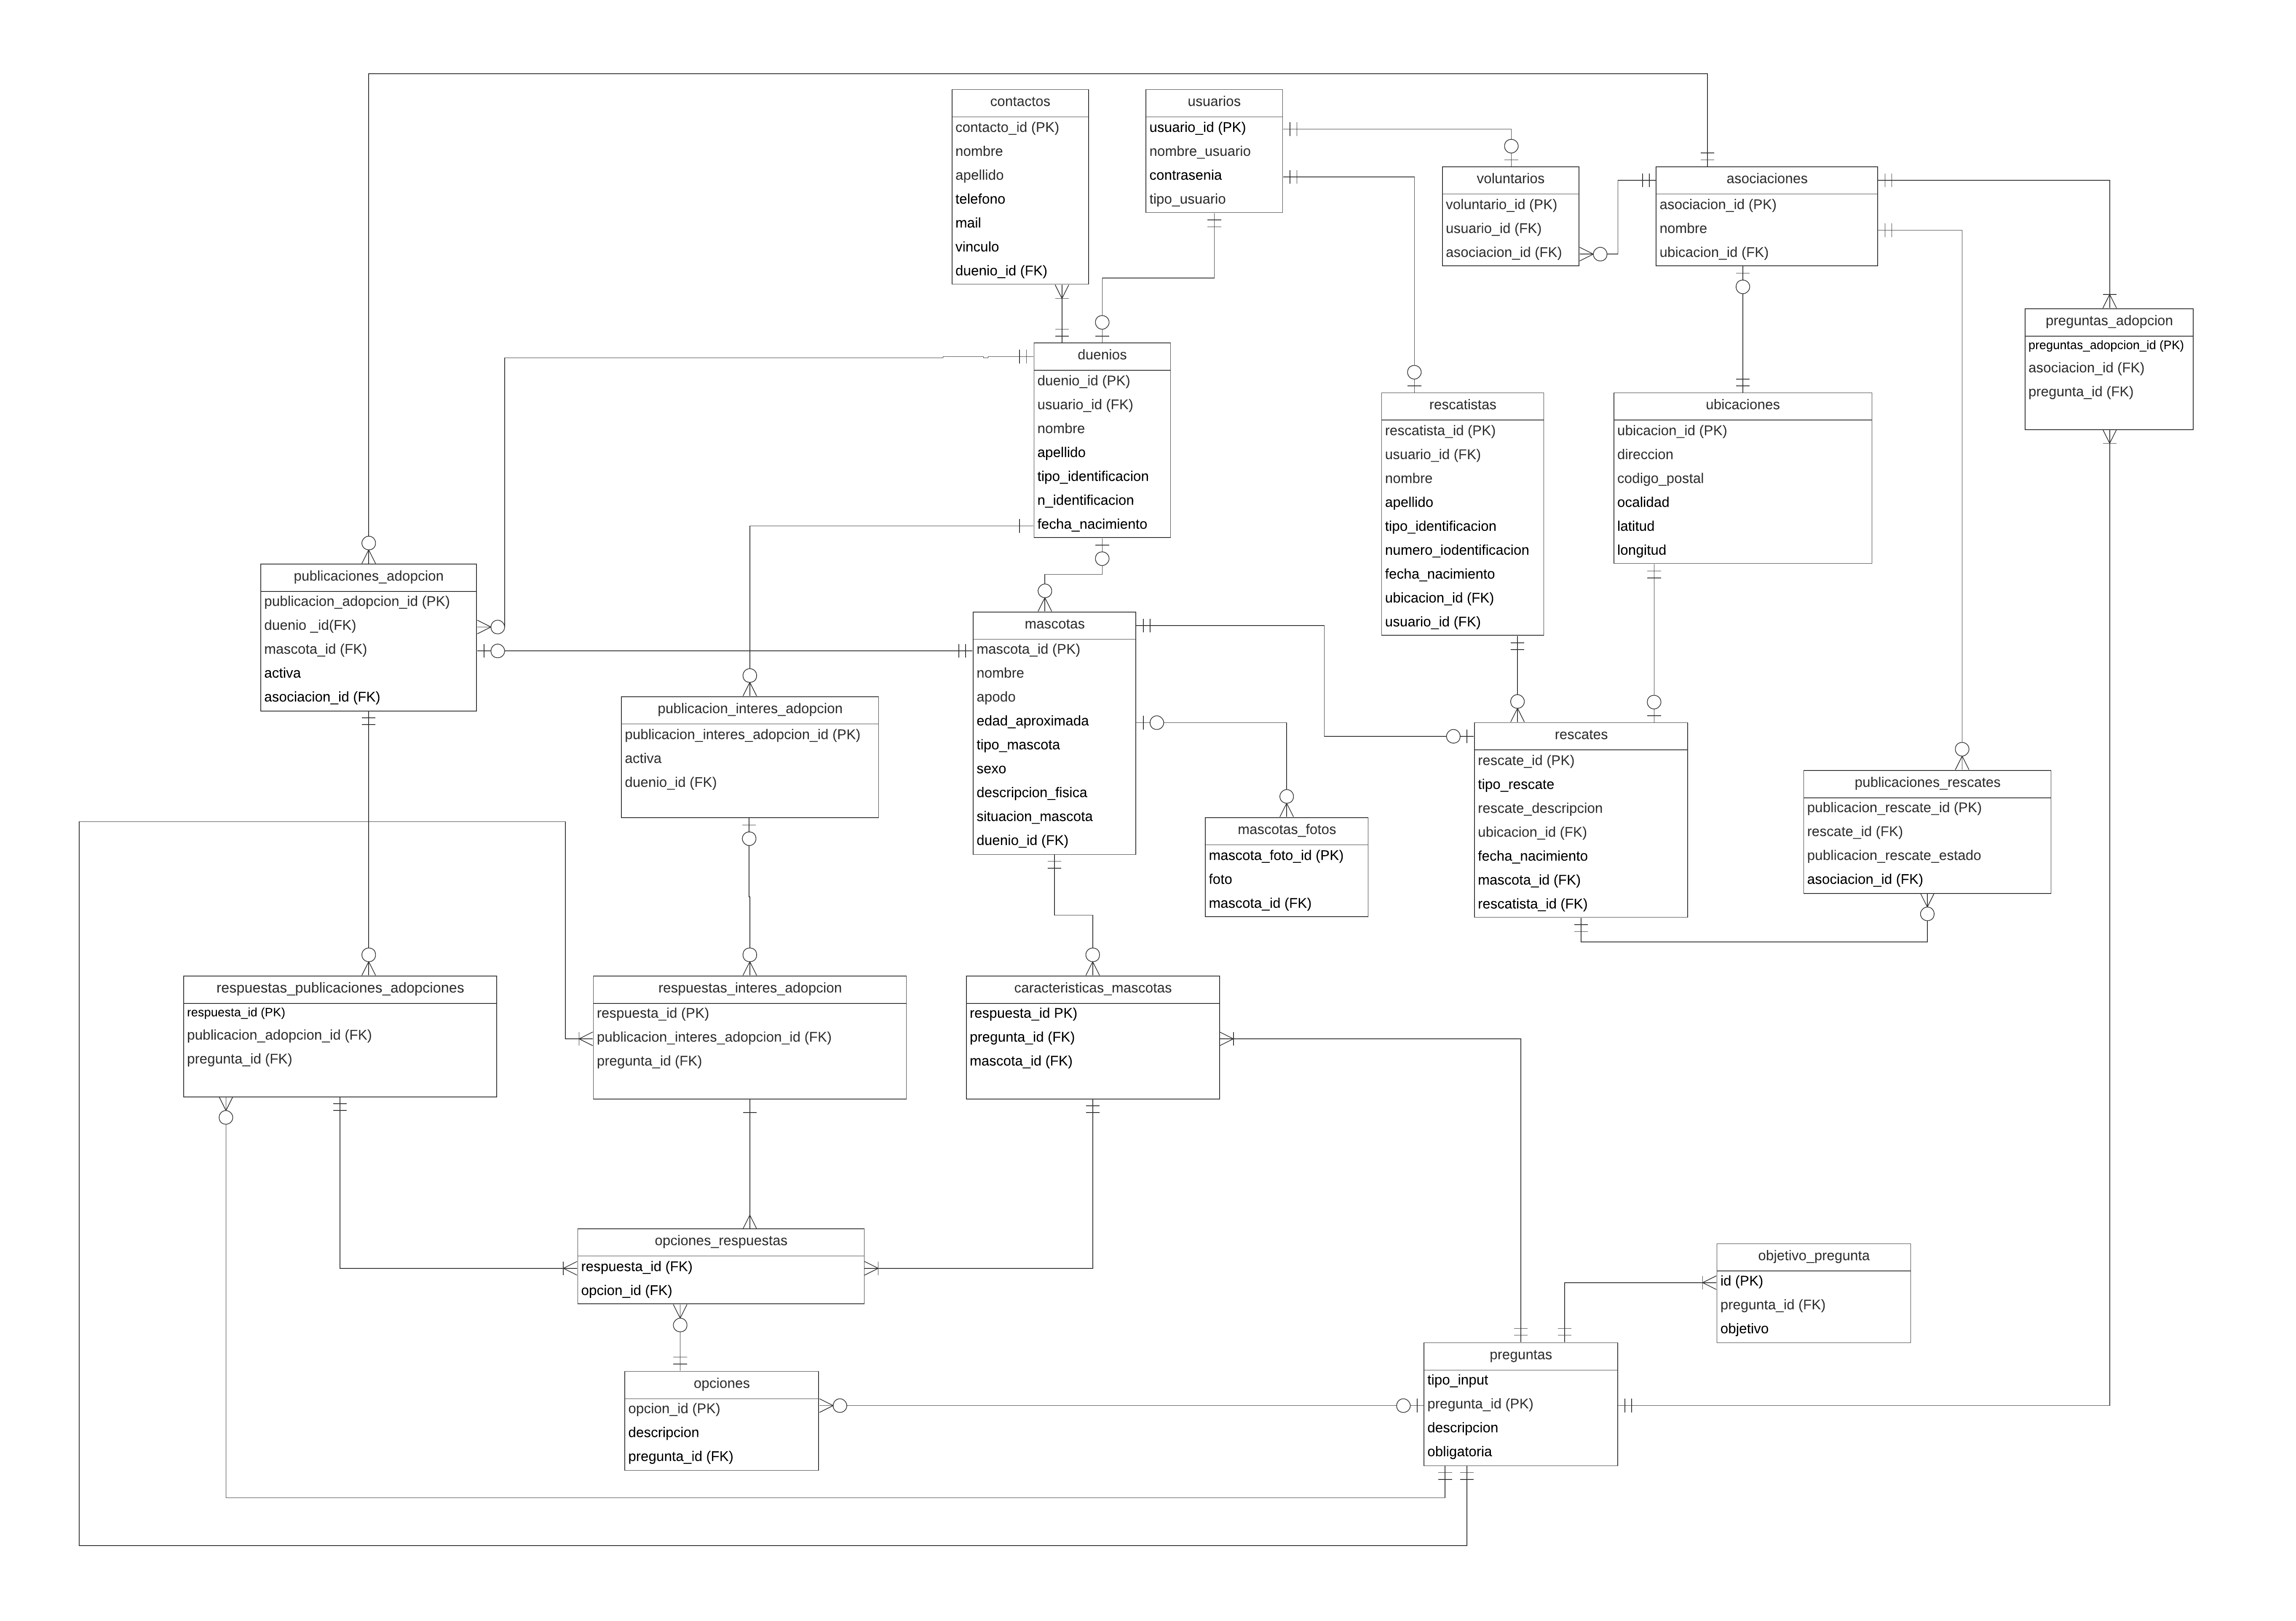 contactos
contacto_id (PK)
nombre
apellido
telefono
mail
vinculo
duenio_id (FK)
usuarios
usuario_id (PK)
nombre_usuario
contrasenia
tipo_usuario
voluntarios
voluntario_id (PK)
usuario_id (FK)
asociacion_id (FK)
asociaciones
asociacion_id (PK)
nombre
ubicacion_id (FK)
preguntas_adopcion
preguntas_adopcion_id (PK)
asociacion_id (FK)
pregunta_id (FK)
duenios
duenio_id (PK)
usuario_id (FK)
nombre
apellido
tipo_identificacion
n_identificacion
fecha_nacimiento
rescatistas
rescatista_id (PK)
usuario_id (FK)
nombre
apellido
tipo_identificacion
numero_iodentificacion
fecha_nacimiento
ubicacion_id (FK)
usuario_id (FK)
ubicaciones
ubicacion_id (PK)
direccion
codigo_postal
ocalidad
latitud
longitud
publicaciones_adopcion
publicacion_adopcion_id (PK)
duenio _id(FK)
mascota_id (FK)
activa
asociacion_id (FK)
publicacion_interes_adopcion
publicacion_interes_adopcion_id (PK)
activa
duenio_id (FK)
mascotas
mascota_id (PK)
nombre
apodo
edad_aproximada
tipo_mascota
sexo
descripcion_fisica
situacion_mascota
duenio_id (FK)
mascotas_fotos
mascota_foto_id (PK)
foto
mascota_id (FK)
rescates
rescate_id (PK)
tipo_rescate
rescate_descripcion
ubicacion_id (FK)
fecha_nacimiento
mascota_id (FK)
rescatista_id (FK)
publicaciones_rescates
publicacion_rescate_id (PK)
rescate_id (FK)
publicacion_rescate_estado
asociacion_id (FK)
respuestas_publicaciones_adopciones
respuesta_id (PK)
publicacion_adopcion_id (FK)
pregunta_id (FK)
respuestas_interes_adopcion
respuesta_id (PK)
publicacion_interes_adopcion_id (FK)
pregunta_id (FK)
caracteristicas_mascotas
respuesta_id PK)
pregunta_id (FK)
mascota_id (FK)
opciones_respuestas
respuesta_id (FK)
opcion_id (FK)
objetivo_pregunta
id (PK)
pregunta_id (FK)
objetivo
opciones
opcion_id (PK)
descripcion
pregunta_id (FK)
preguntas
tipo_input
pregunta_id (PK)
descripcion
obligatoria